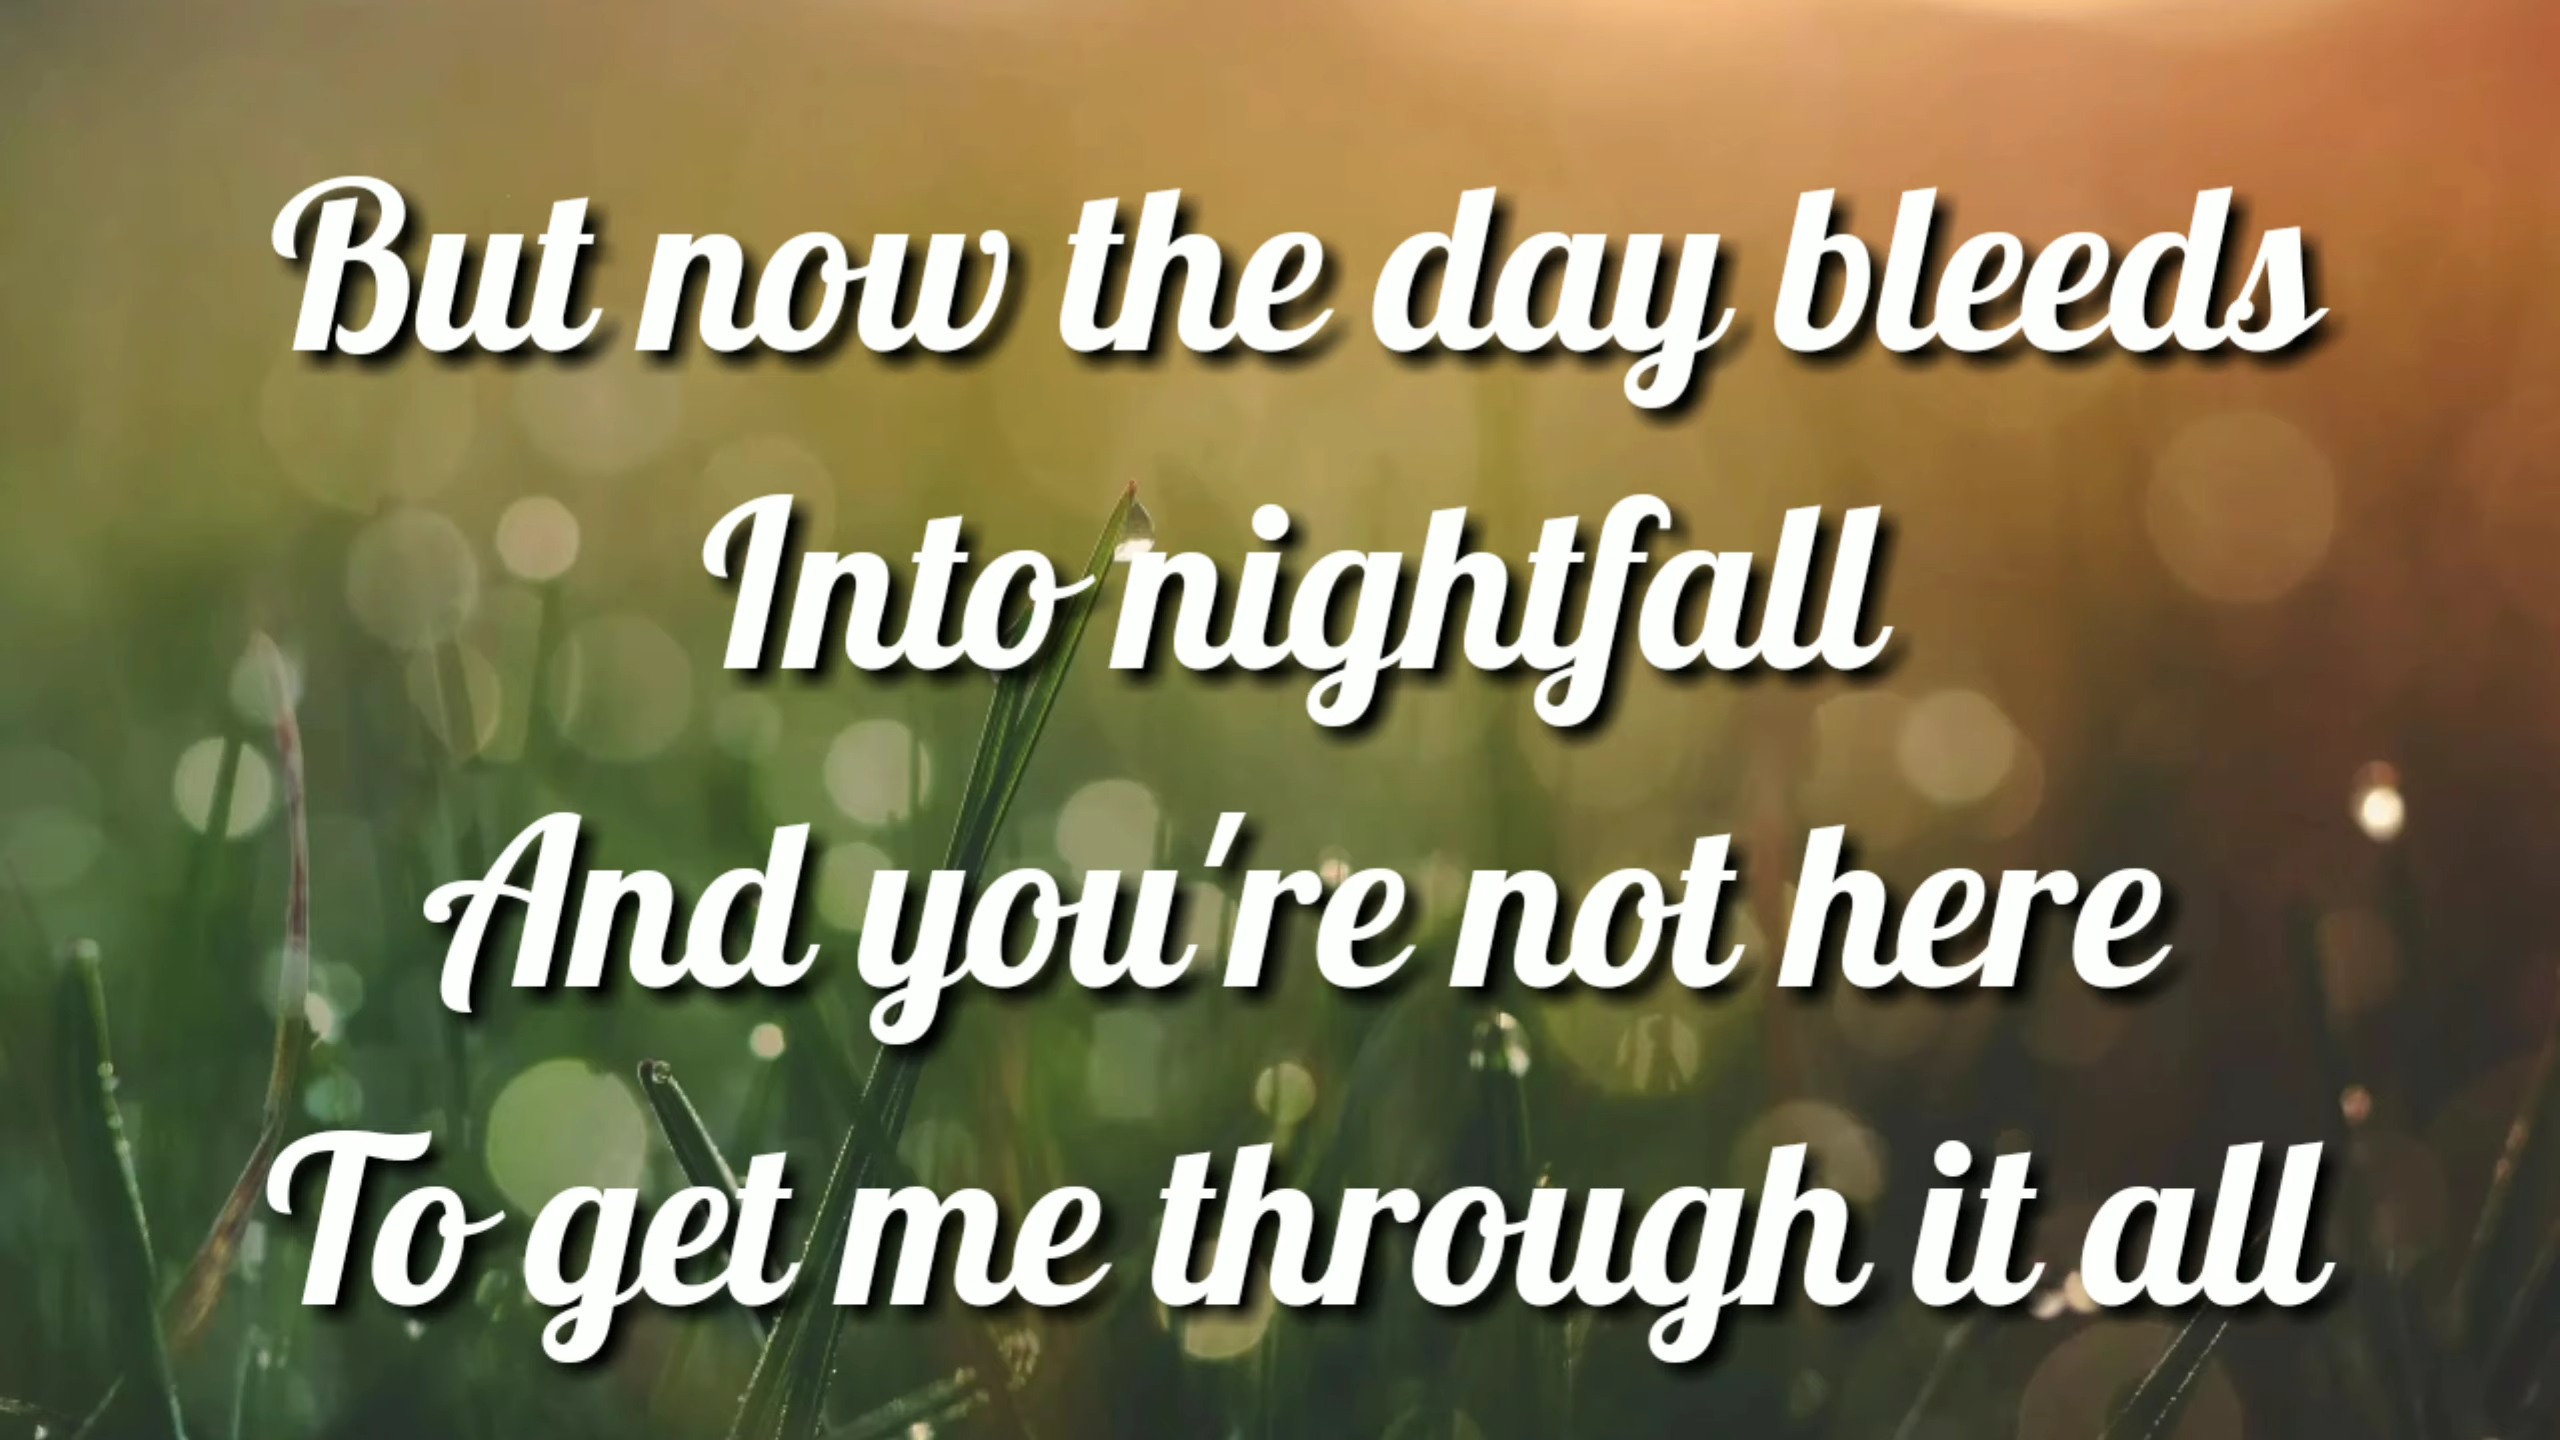 But now the day bleeds
Into nightfall
And you're not here
To get me through it all